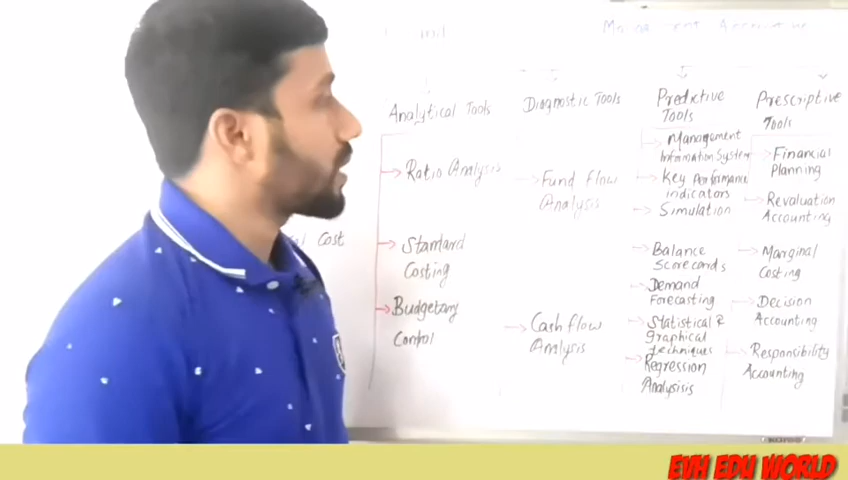 Management Accounting
Analytical Tools
Ratio Analysis
Standard
Costing
Budgetary
Control
Cost
Diagnostic Tools
Fund flow
Analysis
Cash flow
Analysis
Predictive
Tools
Management
Information System
Key Performance
indicators
Simulation
Balance
Scorecards
Demand
Forecasting
Statistical &
graphical
techniques
Regression
Analysisis
Prescriptive
Tools
Financial
Planning
Revaluation
Accounting
Marginal
Costing
Decision
Accounting
Responsibility
Accounting
EVH EDU WORLD